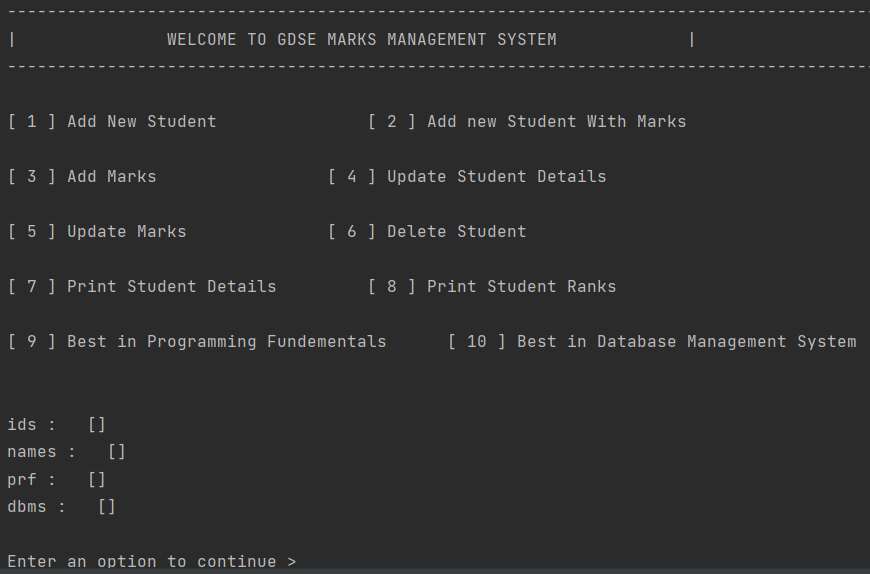 ----------------------------------------------------------------------------------------
|               WELCOME TO GDSE MARKS MANAGEMENT SYSTEM             |
----------------------------------------------------------------------------------------
[ 1 ] Add New Student               [ 2 ] Add new Student With Marks
[ 3 ] Add Marks                 [ 4 ] Update Student Details
[ 5 ] Update Marks              [ 6 ] Delete Student
[ 7 ] Print Student Details         [ 8 ] Print Student Ranks
[ 9 ] Best in Programming Fundementals      [ 10 ] Best in Database Management System
ids :   []
names :   []
prf :   []
dbms :   []
Enter an option to continue >